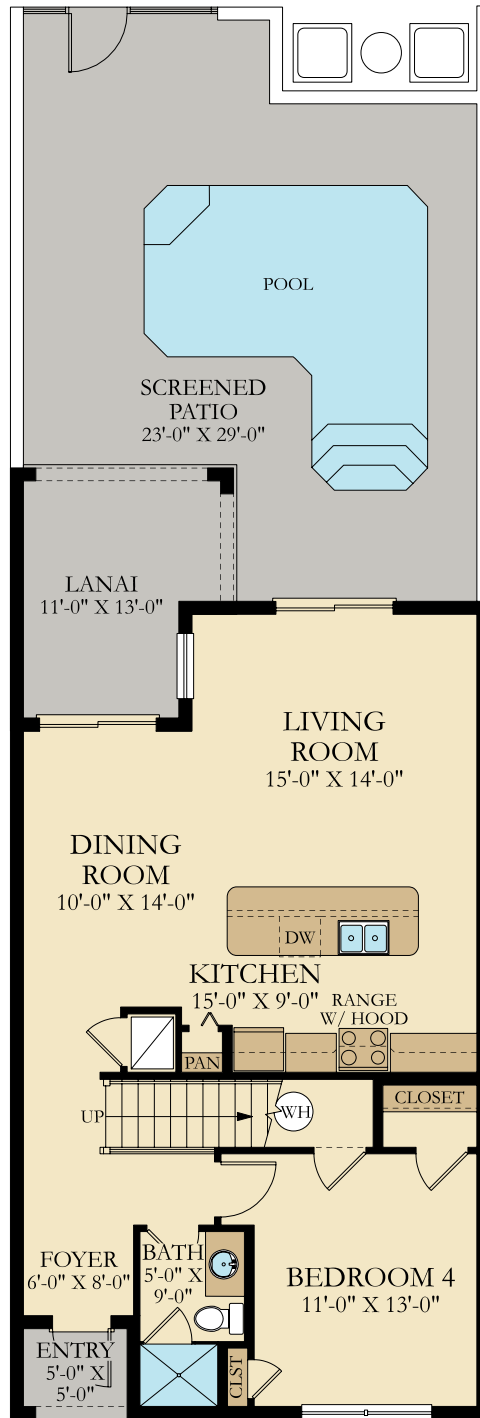 POOL
SCREENED
PATIO
23'-0" X 29'-0"
LANAI
11'-0" X 13'-0"
LIVING
ROOM
15'-0" X 14'-0"
DINING
ROOM
10'-0" X 14'-0"
DW
KITCHEN
15'-0" X 9'-0"
RANGE
W/ HOOD
PAN
UP
WH
CLOSET
FOYER
6'-0" X 8'-0"
BATH
5'-0" X
9'-0"
BEDROOM 4
11'-0" X 13'-0"
ENTRY
5'-0" X
5'-0"
CLST